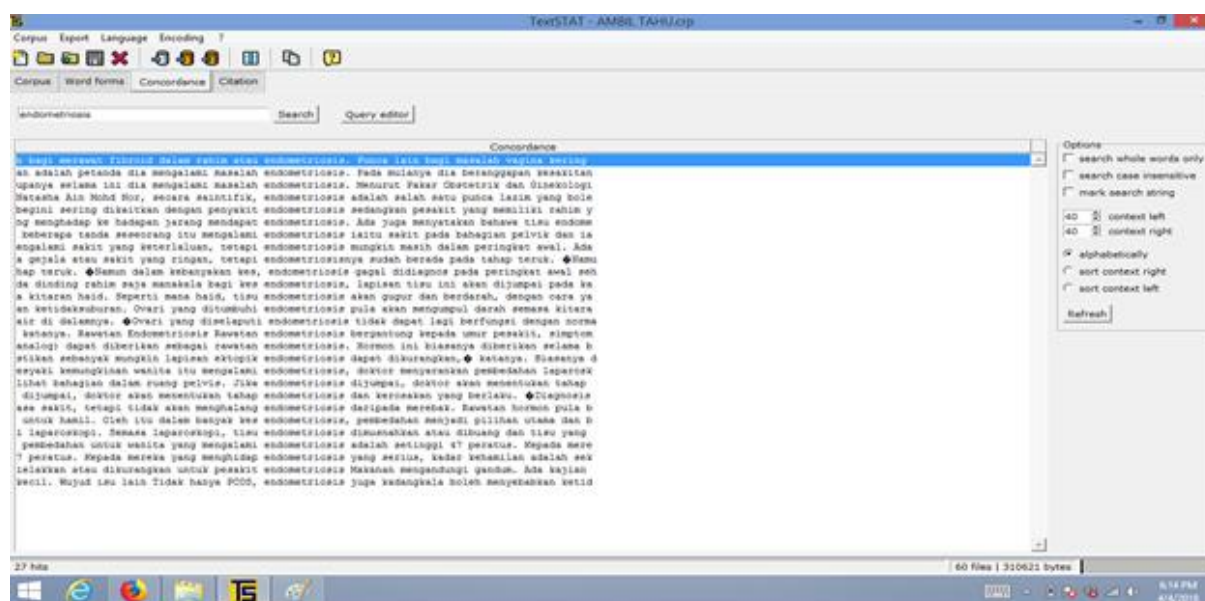 TextSTAT - AMBIL TAHU.crp
Corpus Export Language Encoding ?
Corpus Word forms Concordance Citation
endometriosis Search Query editor
Concordance
n bagi merawat fibroid dalam rahim atau endometriosis. Punca lain bagi masalah vagina kering
an adalah petanda dia mengalami masalah endometriosis. Pada mulanya dia beranggapan kesakitan
upanya selama ini dia mengalami masalah endometriosis. Menurut Pakar Obstetrik dan Ginekologi
Natasha Ain Mohd Nor, secara saintifik, endometriosis adalah salah satu punca lazim yang bole
begini sering dikaitkan dengan penyakit endometriosis sedangkan pesakit yang memiliki rahim y
ng menghadap ke hadapan jarang mendapat endometriosis. Ada juga menyatakan bahawa tisu endome
beberapa tanda seseorang itu mengalami endometriosis iaitu sakit pada bahagian pelvik dan ia
engalami sakit yang keterlaluan, tetapi endometriosis mungkin masih dalam peringkat awal. Ada
a gejala atau sakit yang ringan, tetapi endometriosisnya sudah berada pada tahap teruk. �Namu
hap teruk. �Namun dalam kebanyakan kes, endometriosis gagal didiagnos pada peringkat awal seh
da dinding rahim saja manakala bagi kes endometriosis, lapisan tisu ini akan dijumpai pada ka
a kitaran haid. Seperti mana haid, tisu endometriosis akan gugur dan berdarah, dengan cara ya
an ketidaksuburan. Ovari yang ditumbuhi endometriosis pula akan mengumpul darah semasa kitara
air di dalamnya. �Ovari yang diselaputi endometriosis tidak dapat lagi berfungsi dengan norma
katanya. Rawatan Endometriosis Rawatan endometriosis bergantung kepada umur pesakit, simptom
analog) dapat diberikan sebagai rawatan endometriosis. Hormon ini biasanya diberikan selama b
stikan sebanyak mungkin lapisan ektopik endometriosis dapat dikurangkan,� katanya. Biasanya d
esyaki kemungkinan wanita itu mengalami endometriosis, doktor menyarankan pembedahan laparosk
lihat bahagian dalam ruang pelvis. Jika endometriosis dijumpai, doktor akan menentukan tahap
dijumpai, doktor akan menentukan tahap endometriosis dan kerosakan yang berlaku. �Diagnosis
asa sakit, tetapi tidak akan menghalang endometriosis daripada merebak. Rawatan hormon pula b
untuk hamil. Oleh itu dalam banyak kes endometriosis, pembedahan menjadi pilihan utama dan b
i laparoskopi. Semasa laparoskopi, tisu endometriosis dimusnahkan atau dibuang dan tisu yang
pembedahan untuk wanita yang mengalami endometriosis adalah setinggi 47 peratus. Kepada mere
7 peratus. Kepada mereka yang menghidap endometriosis yang serius, kadar kehamilan adalah sek
ielakkan atau dikurangkan untuk pesakit endometriosis Makanan mengandungi gandum. Ada kajian
kecil. Wujud isu lain Tidak hanya PCOS, endometriosis juga kadangkala boleh menyebabkan ketid
Options
search whole words only
search case insensitive
mark search string
40 context left
40 context right
alphabetically
sort context right
sort context left
Refresh
27 hits 60 files | 310621 bytes
6:14 PM
4/4/2018